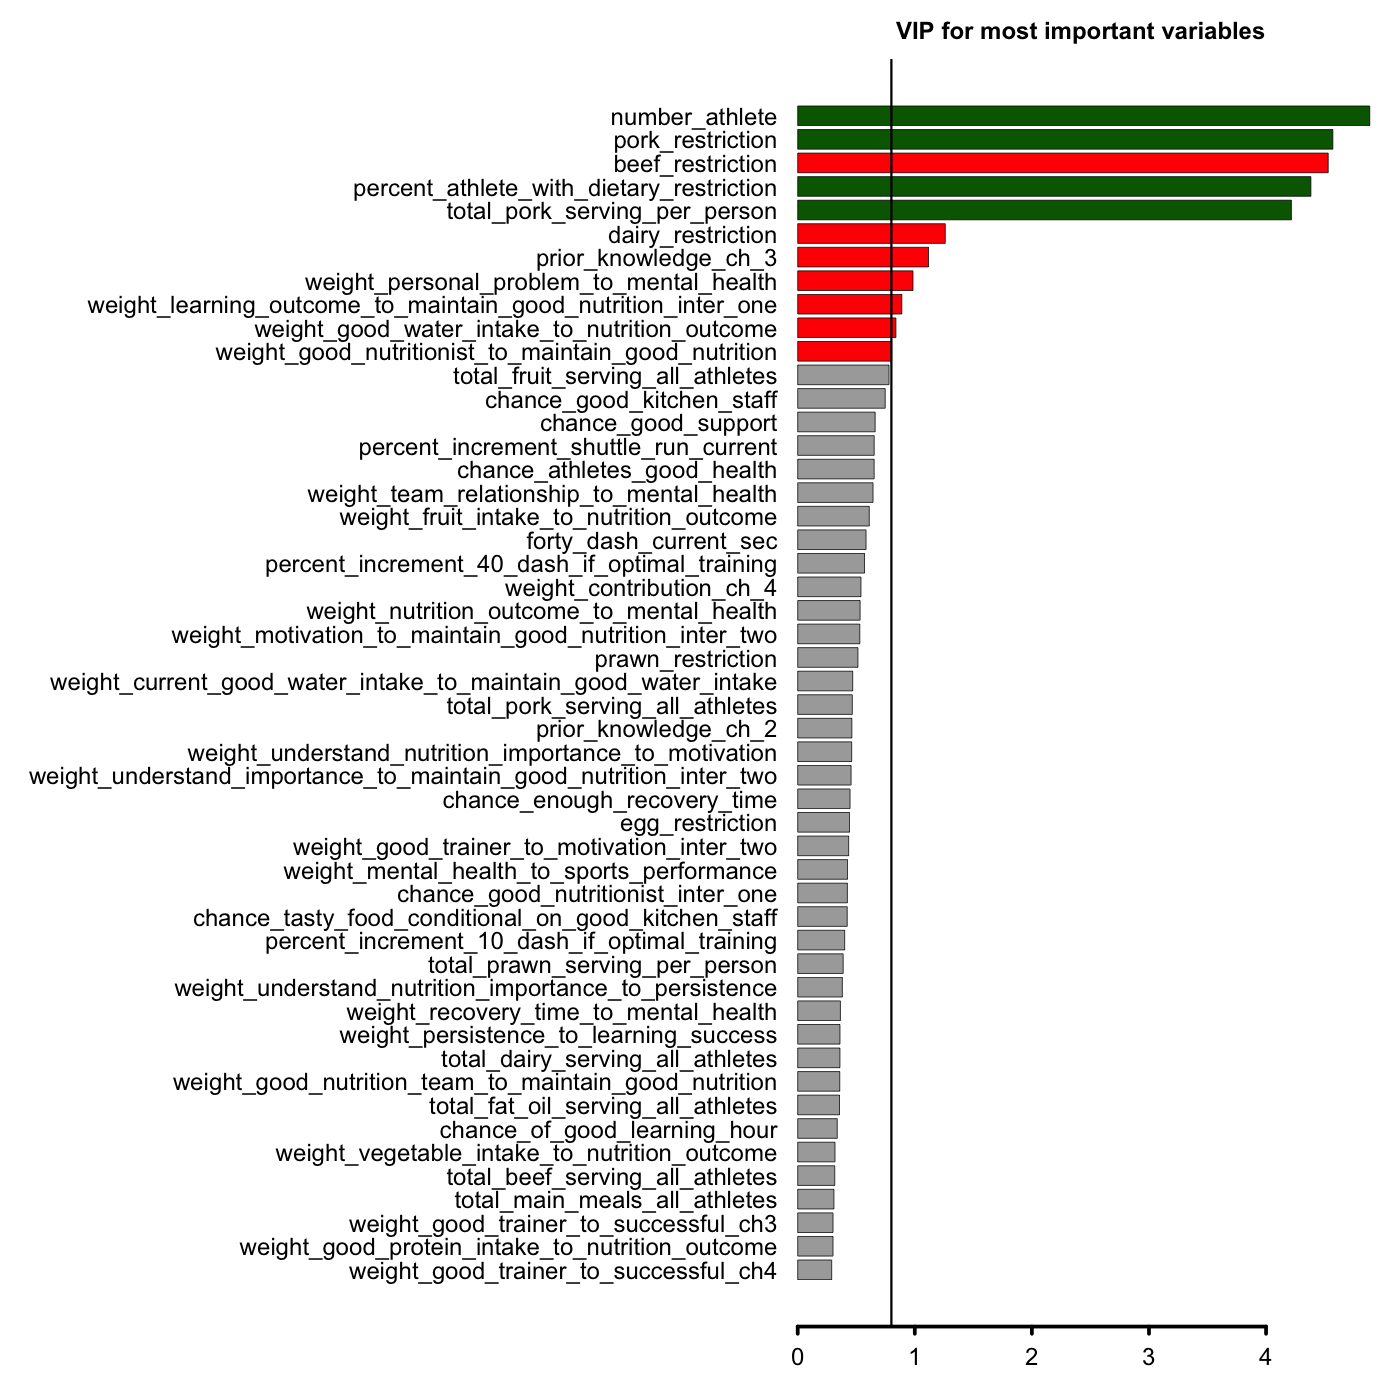 VIP for most important variables
number_athlete
pork_restriction
beef_restriction
percent_athlete_with_dietary_restriction
total_pork_serving_per_person
dairy_restriction
prior_knowledge_ch_3
weight_personal_problem_to_mental_health
weight_learning_outcome_to_maintain_good_nutrition_inter_one
weight_good_water_intake_to_nutrition_outcome
weight_good_nutritionist_to_maintain_good_nutrition
total_fruit_serving_all_athletes
chance_good_kitchen_staff
chance_good_support
percent_increment_shuttle_run_current
chance_athletes_good_health
weight_team_relationship_to_mental_health
weight_fruit_intake_to_nutrition_outcome
forty_dash_current_sec
percent_increment_40_dash_if_optimal_training
weight_contribution_ch_4
weight_nutrition_outcome_to_mental_health
weight_motivation_to_maintain_good_nutrition_inter_two
prawn_restriction
weight_current_good_water_intake_to_maintain_good_water_intake
total_pork_serving_all_athletes
prior_knowledge_ch_2
weight_understand_nutrition_importance_to_motivation
weight_understand_importance_to_maintain_good_nutrition_inter_two
chance_enough_recovery_time
egg_restriction
weight_good_trainer_to_motivation_inter_two
weight_mental_health_to_sports_performance
chance_good_nutritionist_inter_one
chance_tasty_food_conditional_on_good_kitchen_staff
percent_increment_10_dash_if_optimal_training
total_prawn_serving_per_person
weight_understand_nutrition_importance_to_persistence
weight_recovery_time_to_mental_health
weight_persistence_to_learning_success
total_dairy_serving_all_athletes
weight_good_nutrition_team_to_maintain_good_nutrition
total_fat_oil_serving_all_athletes
chance_of_good_learning_hour
weight_vegetable_intake_to_nutrition_outcome
total_beef_serving_all_athletes
total_main_meals_all_athletes
weight_good_trainer_to_successful_ch3
weight_good_protein_intake_to_nutrition_outcome
weight_good_trainer_to_successful_ch4
0 1 2 3 4